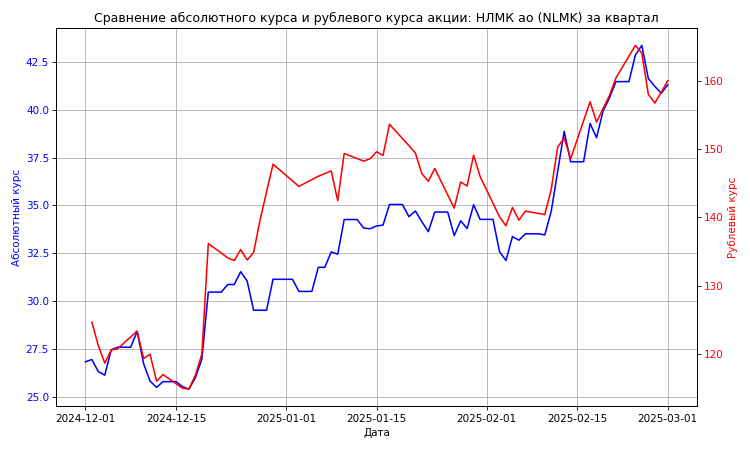 Сравнение абсолютного курса и рублевого курса акции: НЛМК ао (NLMK) за квартал
42.5
40.0
37.5
35.0
32.5
30.0
27.5
25.0
Абсолютный курс
160
150
140
130
120
Рублевый курс
2024-12-01 2024-12-15 2025-01-01 2025-01-15 2025-02-01 2025-02-15 2025-03-01
Дата